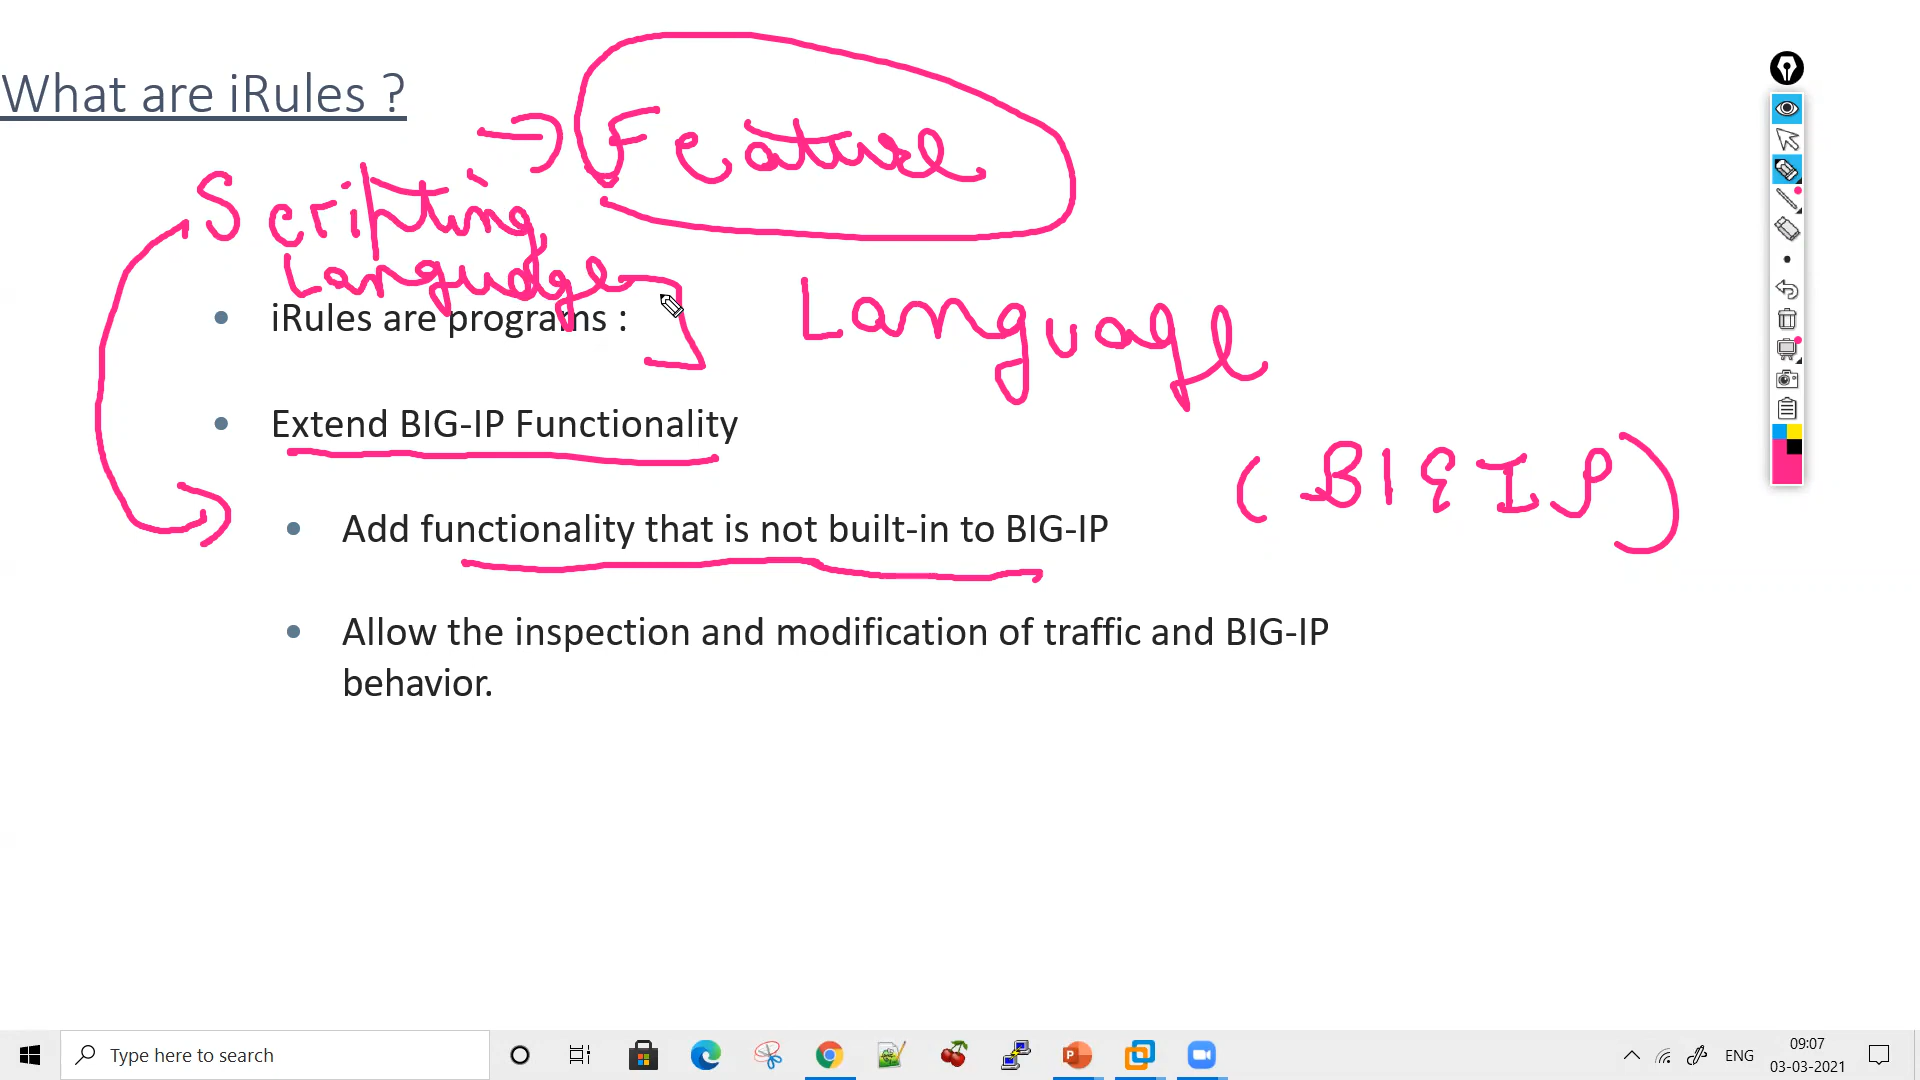 What are iRules ?
Feature
Scripting
Language
iRules are programs :
Language
Extend BIG-IP Functionality
(BIGIP)
Add functionality that is not built-in to BIG-IP
Allow the inspection and modification of traffic and BIG-IP
behavior.
Type here to search
ENG
09:07
03-03-2021